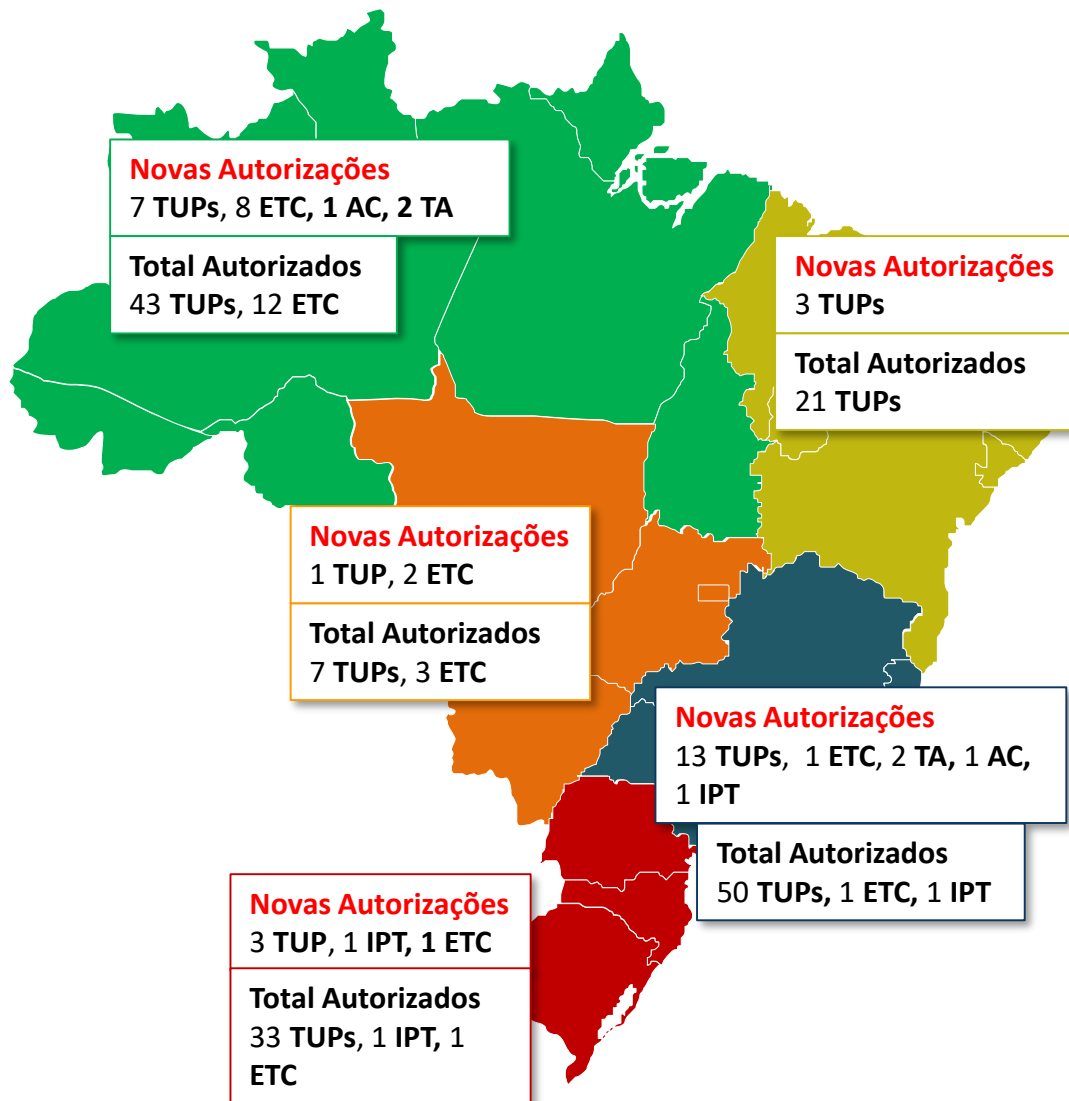 Novas Autorizações
7 TUPs, 8 ETC, 1 AC, 2 TA
Total Autorizados
43 TUPs, 12 ETC
Novas Autorizações
3 TUPs
Total Autorizados
21 TUPs
Novas Autorizações
1 TUP, 2 ETC
Total Autorizados
7 TUPs, 3 ETC
Novas Autorizações
13 TUPs, 1 ETC, 2 TA, 1 AC,
1 IPT
Total Autorizados
50 TUPs, 1 ETC, 1 IPT
Novas Autorizações
3 TUP, 1 IPT, 1 ETC
Total Autorizados
33 TUPs, 1 IPT, 1
ETC